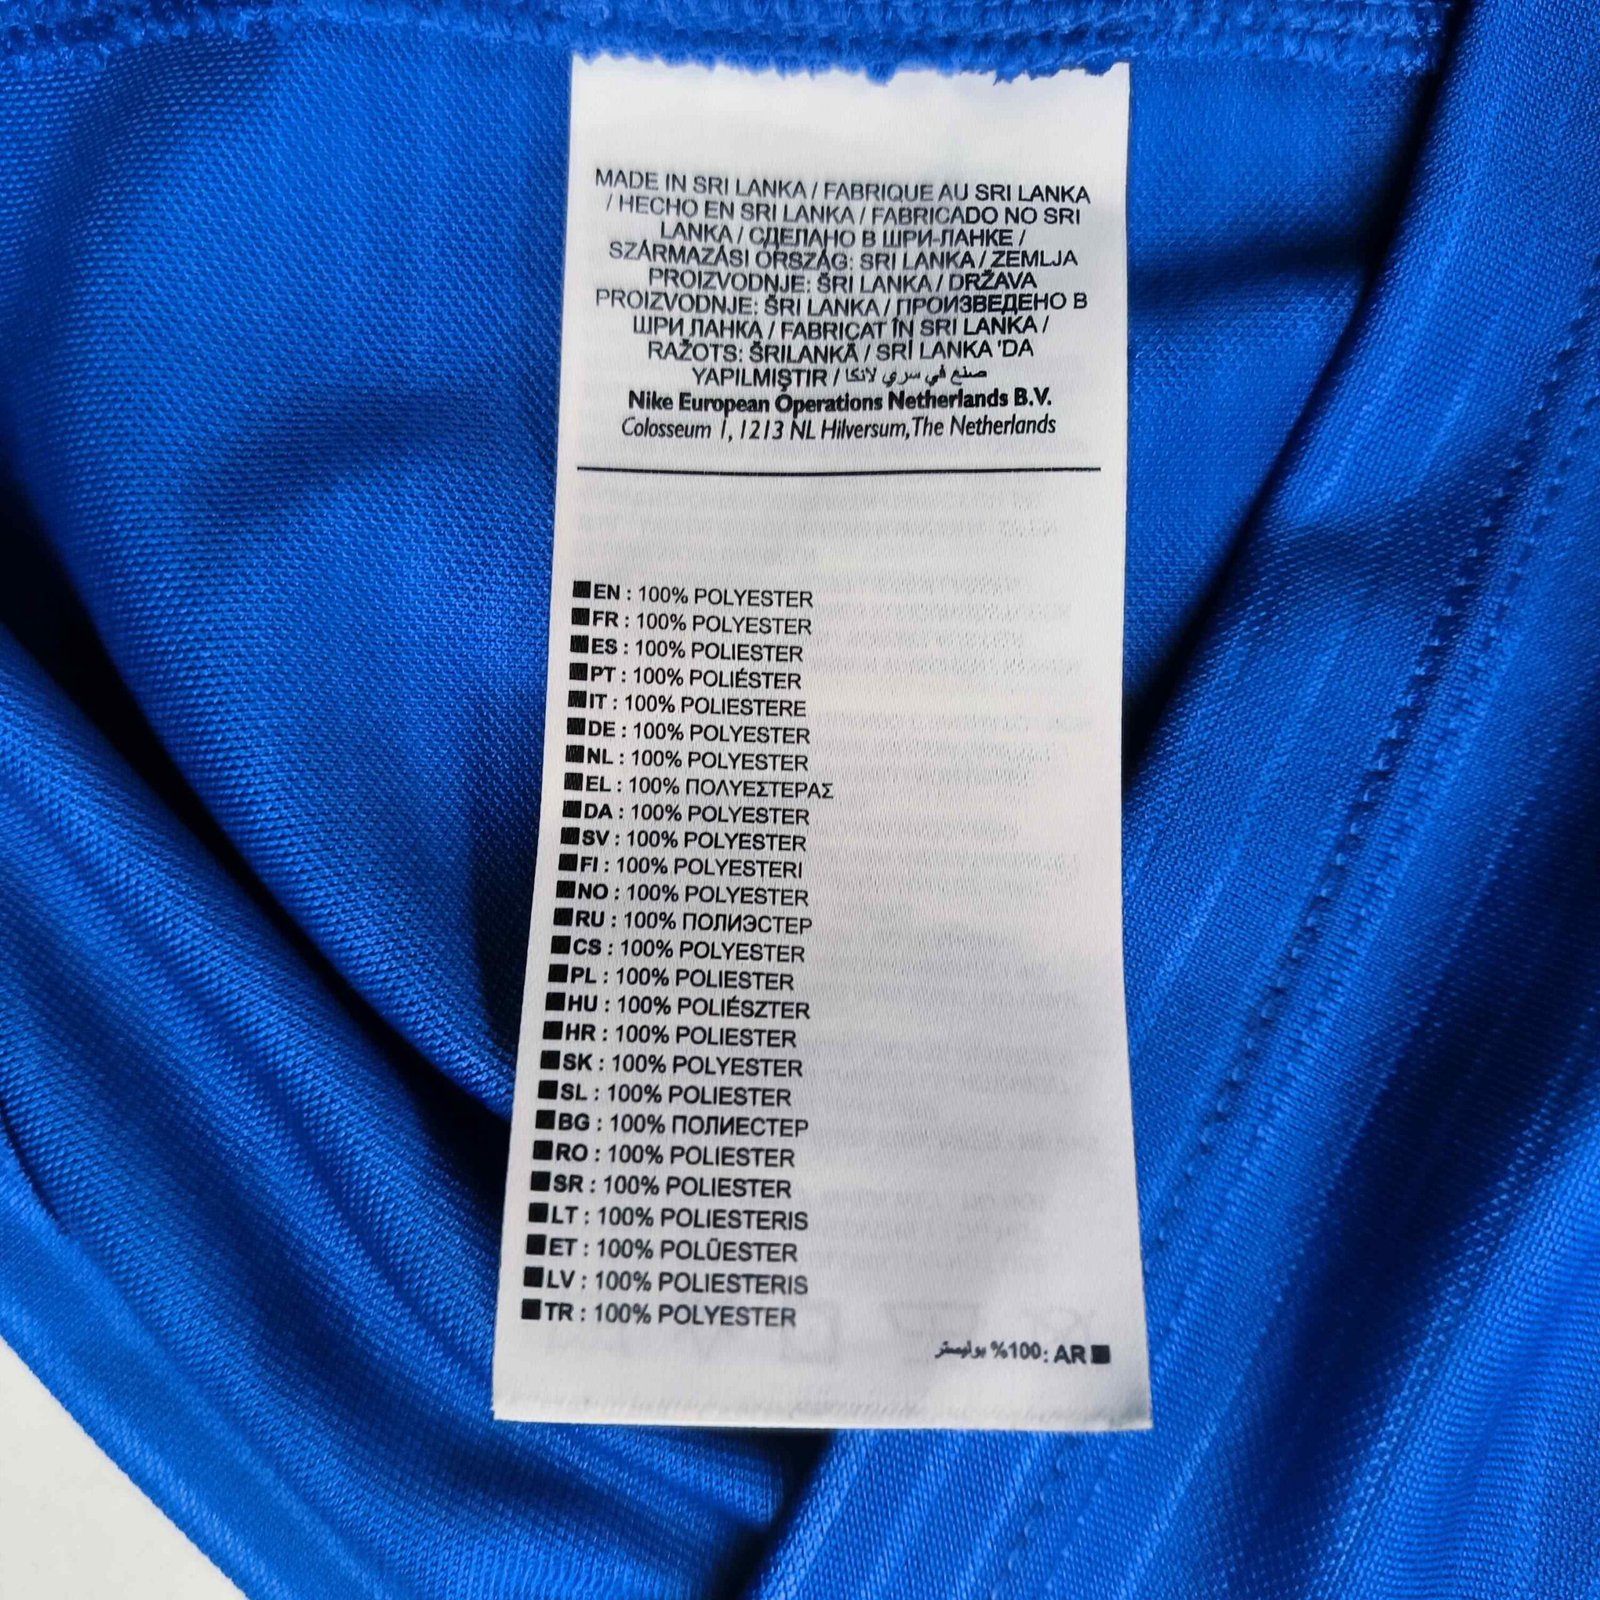 MADE IN SRI LANKA / FABRIQUE AU SRI LANKA
/ HECHO EN SRI LANKA / FABRICADO NO SRI
LANKA / СДЕЛАНО В ШРИ-ЛАНКЕ /
SZÁRMAZÁSI ORSZÁG: SRI LANKA / ZEMLJA
PROIZVODNJE: ŠRI LANKA / DRŽAVA
PROIZVODNJE: ŠRI LANKA / ПРОИЗВЕДЕНО В
ШРИ ЛАНКА / FABRICAT ÎN SRI LANKA /
RAŽOTS: ŠRILANKĀ / SRİ LANKA 'DA
YAPILMIŞTIR / صنع في سري لانكا
Nike European Operations Netherlands B.V.
Colosseum 1, 1213 NL Hilversum, The Netherlands
EN : 100% POLYESTER
FR : 100% POLYESTER
ES : 100% POLIESTER
PT : 100% POLIÉSTER
IT : 100% POLIESTERE
DE : 100% POLYESTER
NL : 100% POLYESTER
EL : 100% ΠΟΛΥΕΣΤΕΡΑΣ
DA : 100% POLYESTER
SV : 100% POLYESTER
FI : 100% POLYESTERI
NO : 100% POLYESTER
RU : 100% ПОЛИЭСТЕР
CS : 100% POLYESTER
PL : 100% POLIESTER
HU : 100% POLIÉSZTER
HR : 100% POLIESTER
SK : 100% POLYESTER
SL : 100% POLIESTER
BG : 100% ПОЛИЕСТЕР
RO : 100% POLIESTER
SR : 100% POLIESTER
LT : 100% POLIESTERIS
ET : 100% POLÜESTER
LV : 100% POLIESTERIS
TR : 100% POLYESTER
AR :100% بوليستر